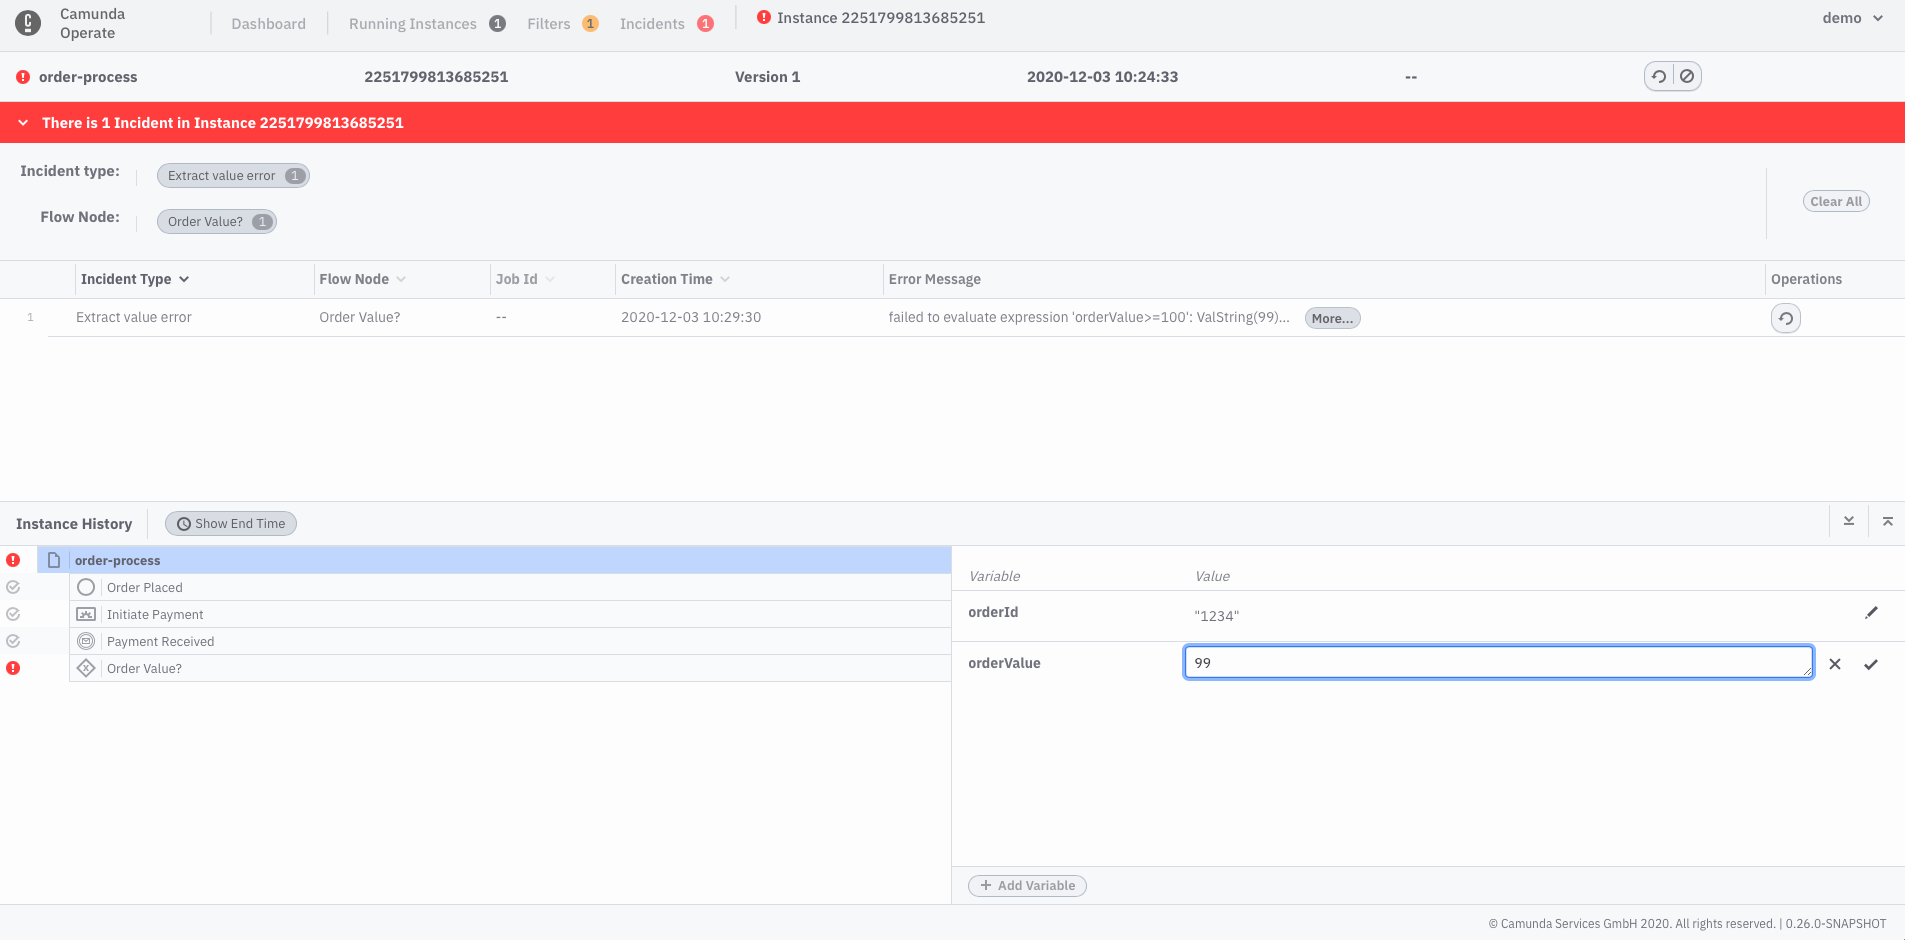 Camunda
Operate
Dashboard
Running Instances 1
Filters 1
Incidents 1
Instance 2251799813685251
demo
order-process 2251799813685251 Version 1 2020-12-03 10:24:33 --
There is 1 Incident in Instance 2251799813685251
Incident type: Extract value error 1
Flow Node: Order Value? 1
Clear All
Incident Type Flow Node Job Id Creation Time Error Message Operations
1 Extract value error Order Value? -- 2020-12-03 10:29:30 failed to evaluate expression 'orderValue>=100': ValString(99)... More...
Instance History Show End Time
order-process
Order Placed
Initiate Payment
Payment Received
Order Value?
Variable Value
orderId "1234"
orderValue 99
+ Add Variable
© Camunda Services GmbH 2020. All rights reserved. | 0.26.0-SNAPSHOT